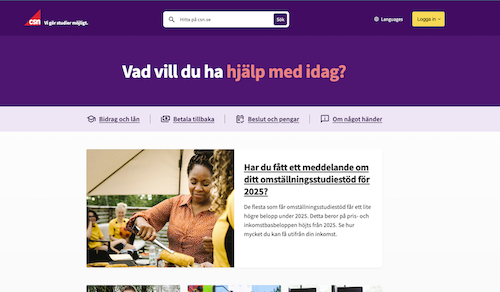 csn Vi gör studier möjligt.
Hitta på csn.se
Sök
Languages
Logga in
Vad vill du ha hjälp med idag?
Bidrag och lån
Betala tillbaka
Beslut och pengar
Om något händer
Har du fått ett meddelande om
ditt omställningsstudiestöd för
2025?
De flesta som får omställningsstudiestöd får ett lite
högre belopp under 2025. Detta beror på pris- och
inkomstbasbeloppen höjts från 2025. Se hur
mycket du kan få utifrån din inkomst.